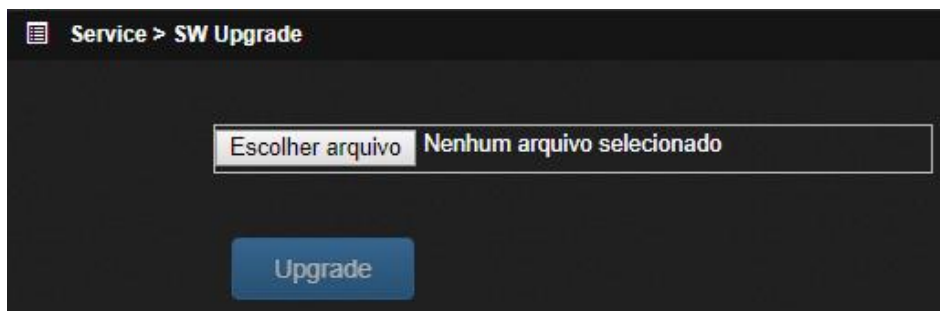 Service > SW Upgrade
Escolher arquivo Nenhum arquivo selecionado
Upgrade